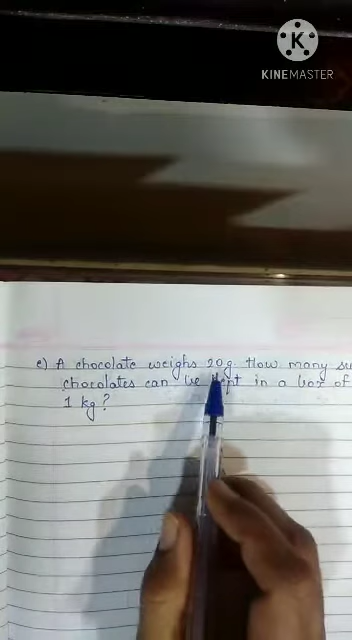 KINEMASTER
e) A chocolate weighs 20g. How many
chocolates can be kept in a box of
1 kg?